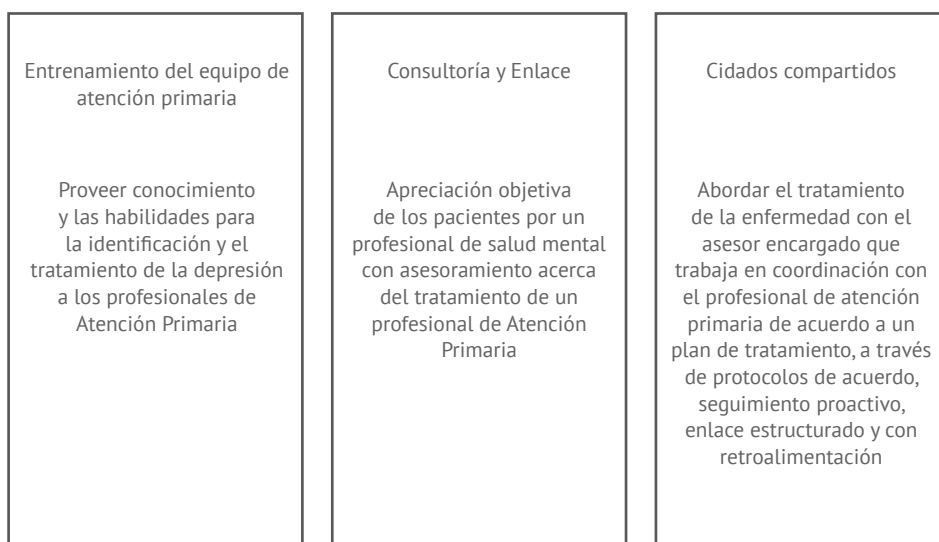 Entrenamiento del equipo de
atención primaria
Proveer conocimiento
y las habilidades para
la identificación y el
tratamiento de la depresión
a los profesionales de
Atención Primaria
Consultoría y Enlace
Apreciación objetiva
de los pacientes por un
profesional de salud mental
con asesoramiento acerca
del tratamiento de un
profesional de Atención
Primaria
Cidados compartidos
Abordar el tratamiento
de la enfermedad con el
asesor encargado que
trabaja en coordinación con
el profesional de atención
primaria de acuerdo a un
plan de tratamiento, a través
de protocolos de acuerdo,
seguimiento proactivo,
enlace estructurado y con
retroalimentación